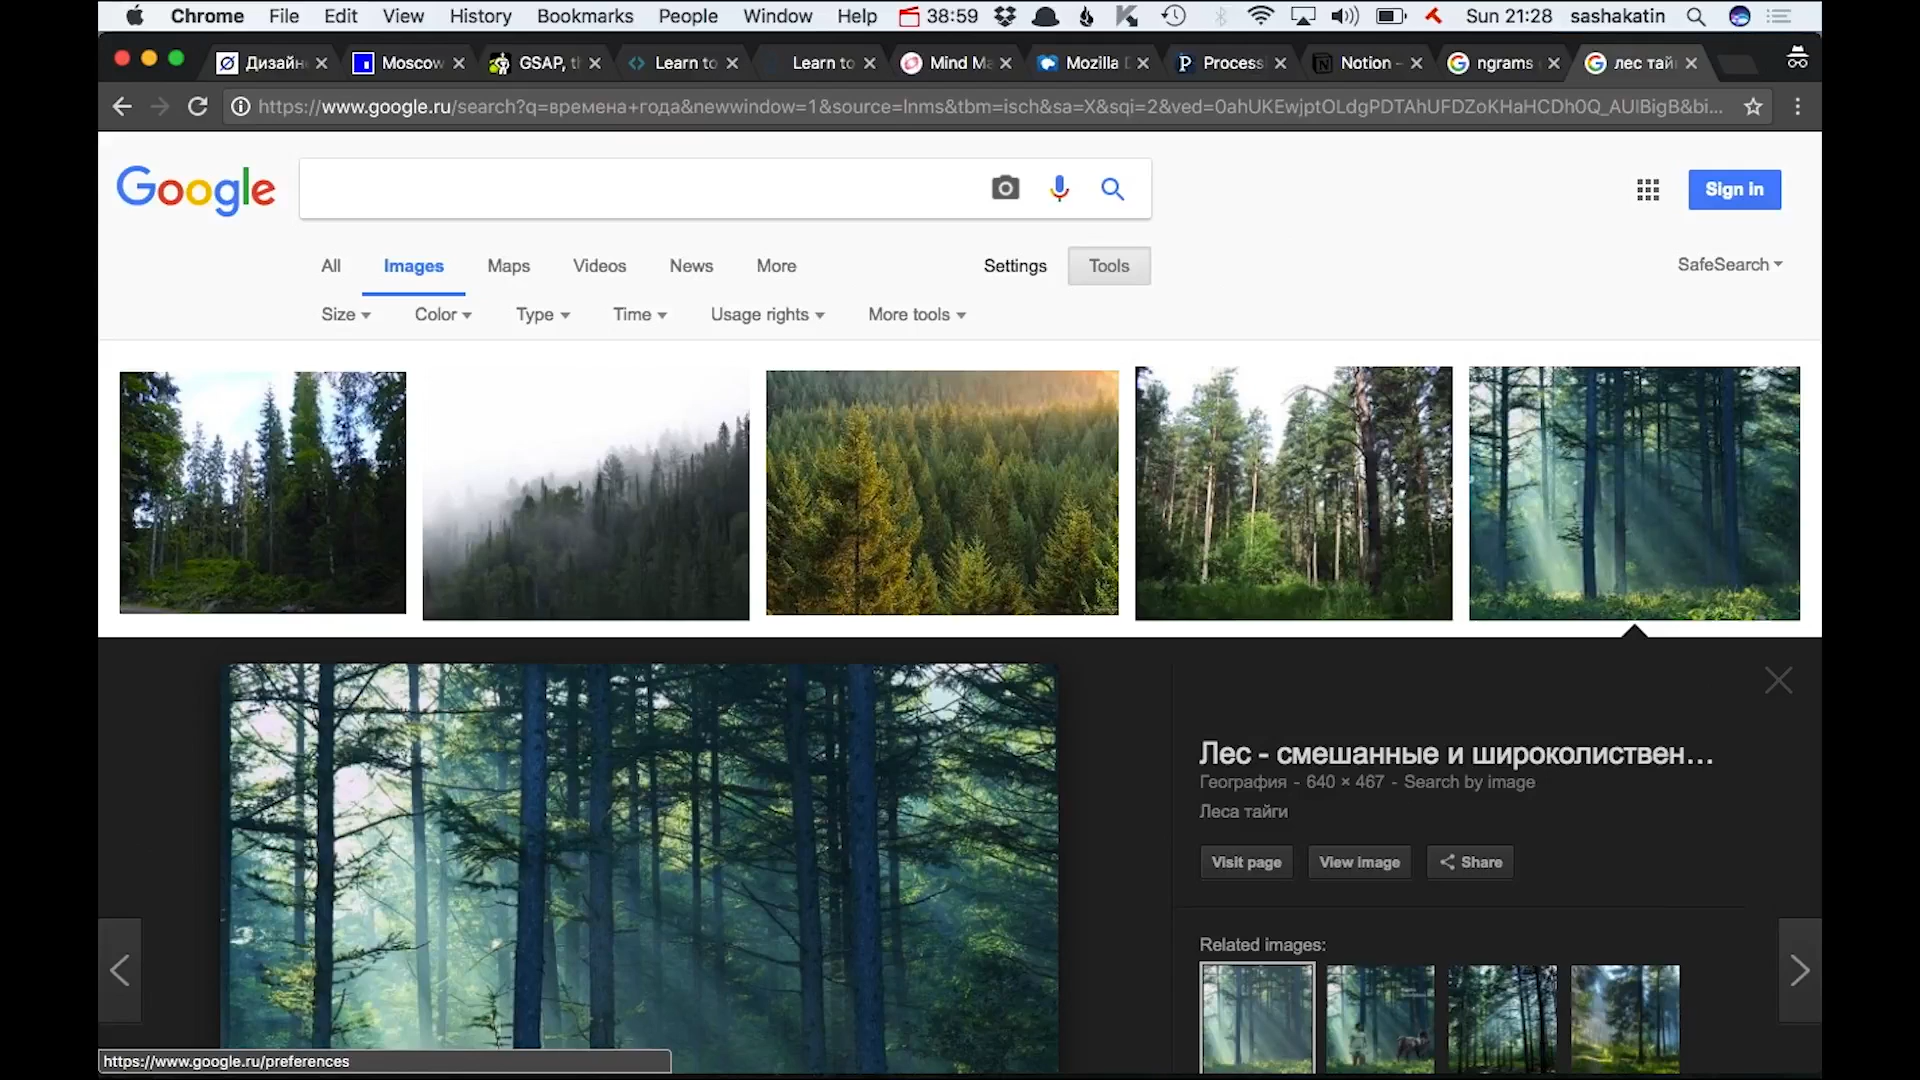 Chrome File Edit View History Bookmarks People Window Help 38:59 Sun 21:28 sashakatin
Дизайн Moscow GSAP, t Learn to Learn to Mind Ma Mozilla Process Notion - ngrams лес тай
https://www.google.ru/search?q=времена+года&newwindow=1&source=lnms&tbm=isch&sa=X&sqi=2&ved=0ahUKEwjptOLdgPDTAhUFDZoKHaHCDh0Q_AUIBigB&bi...
Google
Sign in
All Images Maps Videos News More Settings Tools SafeSearch
Size Color Type Time Usage rights More tools
Лес - смешанные и широколиствен...
География - 640 × 467 - Search by image
Леса тайги
Visit page View image Share
Related images:
https://www.google.ru/preferences